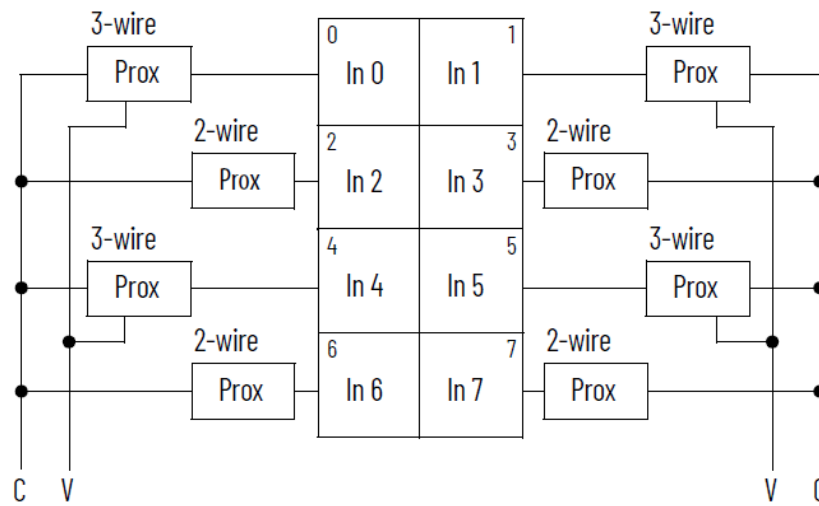 3-wire 3-wire
Prox 0 In 0 In 1 1 Prox
2-wire 2-wire
Prox 2 In 2 In 3 3 Prox
3-wire 3-wire
Prox 4 In 4 In 5 5 Prox
2-wire 2-wire
Prox 6 In 6 In 7 7 Prox
C V V